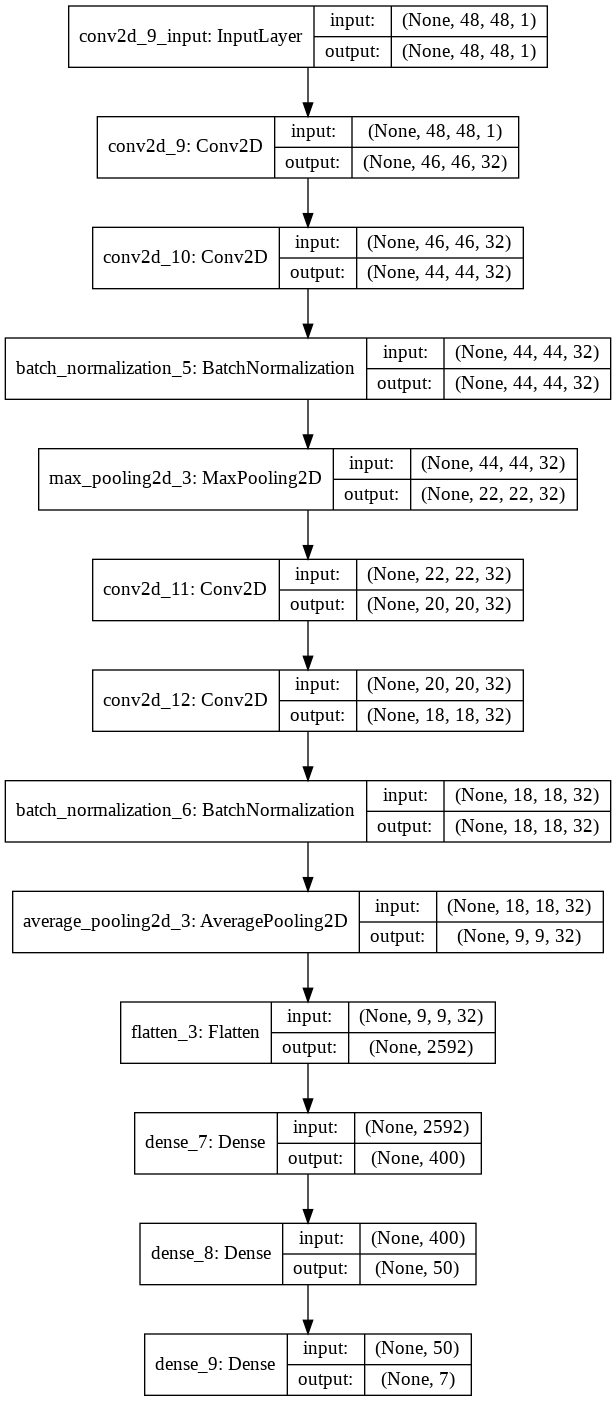 conv2d_9_input: InputLayer
input: (None, 48, 48, 1)
output: (None, 48, 48, 1)
conv2d_9: Conv2D
input: (None, 48, 48, 1)
output: (None, 46, 46, 32)
conv2d_10: Conv2D
input: (None, 46, 46, 32)
output: (None, 44, 44, 32)
batch_normalization_5: BatchNormalization
input: (None, 44, 44, 32)
output: (None, 44, 44, 32)
max_pooling2d_3: MaxPooling2D
input: (None, 44, 44, 32)
output: (None, 22, 22, 32)
conv2d_11: Conv2D
input: (None, 22, 22, 32)
output: (None, 20, 20, 32)
conv2d_12: Conv2D
input: (None, 20, 20, 32)
output: (None, 18, 18, 32)
batch_normalization_6: BatchNormalization
input: (None, 18, 18, 32)
output: (None, 18, 18, 32)
average_pooling2d_3: AveragePooling2D
input: (None, 18, 18, 32)
output: (None, 9, 9, 32)
flatten_3: Flatten
input: (None, 9, 9, 32)
output: (None, 2592)
dense_7: Dense
input: (None, 2592)
output: (None, 400)
dense_8: Dense
input: (None, 400)
output: (None, 50)
dense_9: Dense
input: (None, 50)
output: (None, 7)